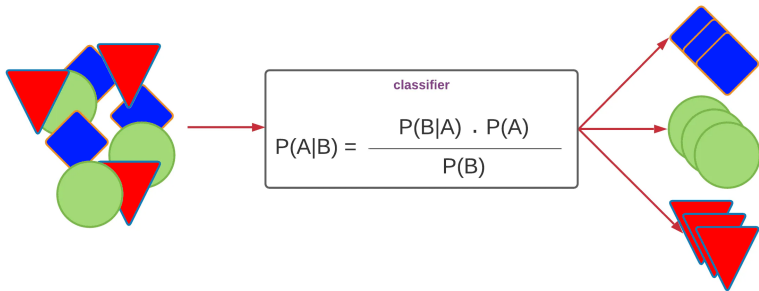 classifier
P(B|A) . P(A)
P(A|B) =
P(B)